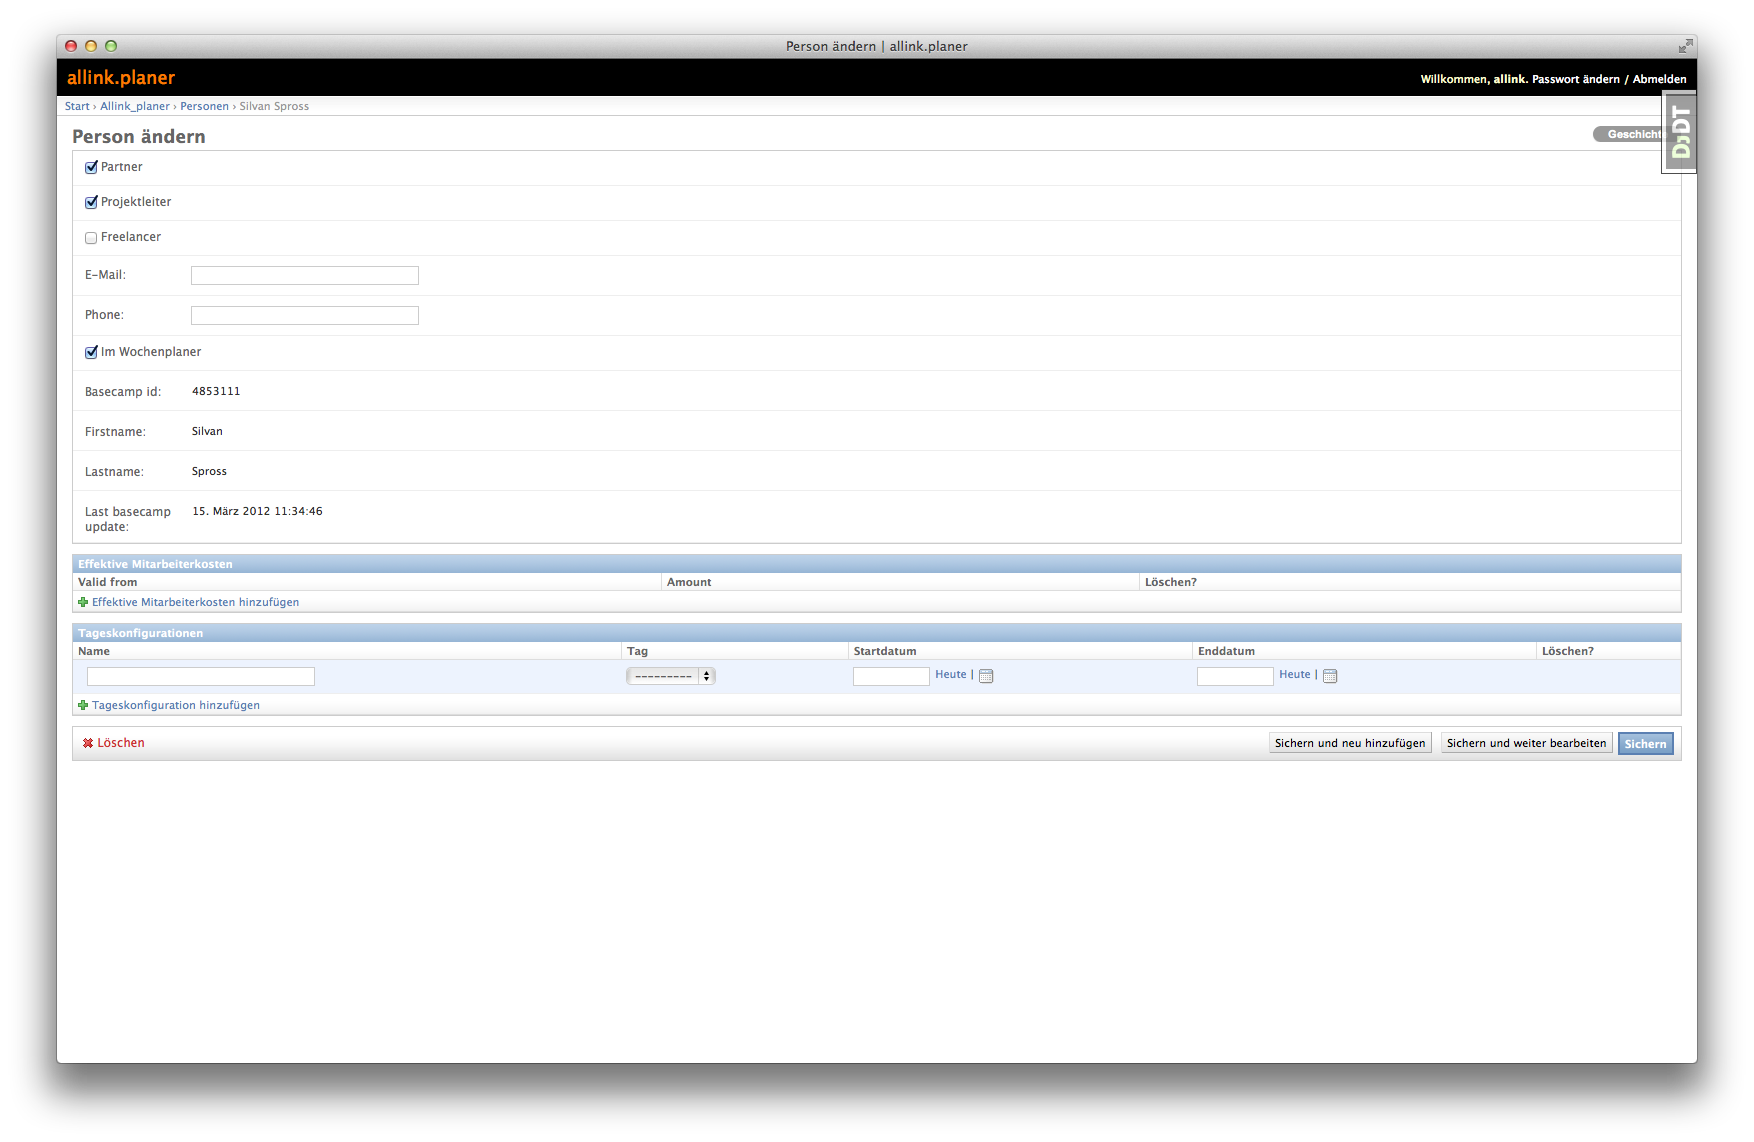 Person ändern | allink.planer
allink.planer
Willkommen, allink. Passwort ändern / Abmelden
Start › Allink_planer › Personen › Silvan Spross
Person ändern
Geschichte
DJDT
Partner
Projektleiter
Freelancer
E-Mail:
Phone:
Im Wochenplaner
Basecamp id: 4853111
Firstname: Silvan
Lastname: Spross
Last basecamp update: 15. März 2012 11:34:46
Effektive Mitarbeiterkosten
Valid from Amount Löschen?
Effektive Mitarbeiterkosten hinzufügen
Tageskonfigurationen
Name Tag Startdatum Enddatum Löschen?
--------- Heute | Heute |
Tageskonfiguration hinzufügen
Löschen Sichern und neu hinzufügen Sichern und weiter bearbeiten Sichern